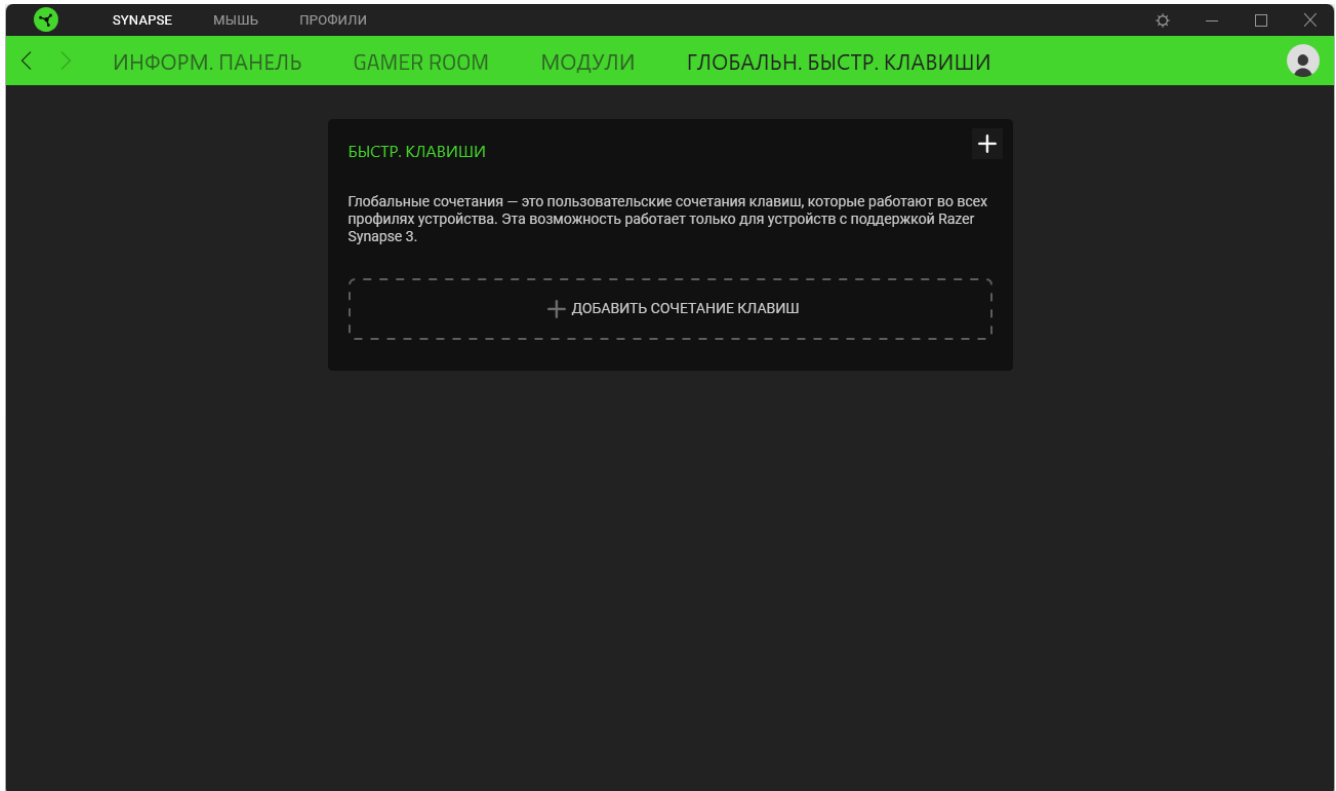 SYNAPSE МЫШЬ ПРОФИЛИ
ИНФОРМ. ПАНЕЛЬ GAMER ROOM МОДУЛИ ГЛОБАЛЬН. БЫСТР. КЛАВИШИ
БЫСТР. КЛАВИШИ
Глобальные сочетания — это пользовательские сочетания клавиш, которые работают во всех
профилях устройства. Эта возможность работает только для устройств с поддержкой Razer
Synapse 3.
ДОБАВИТЬ СОЧЕТАНИЕ КЛАВИШ